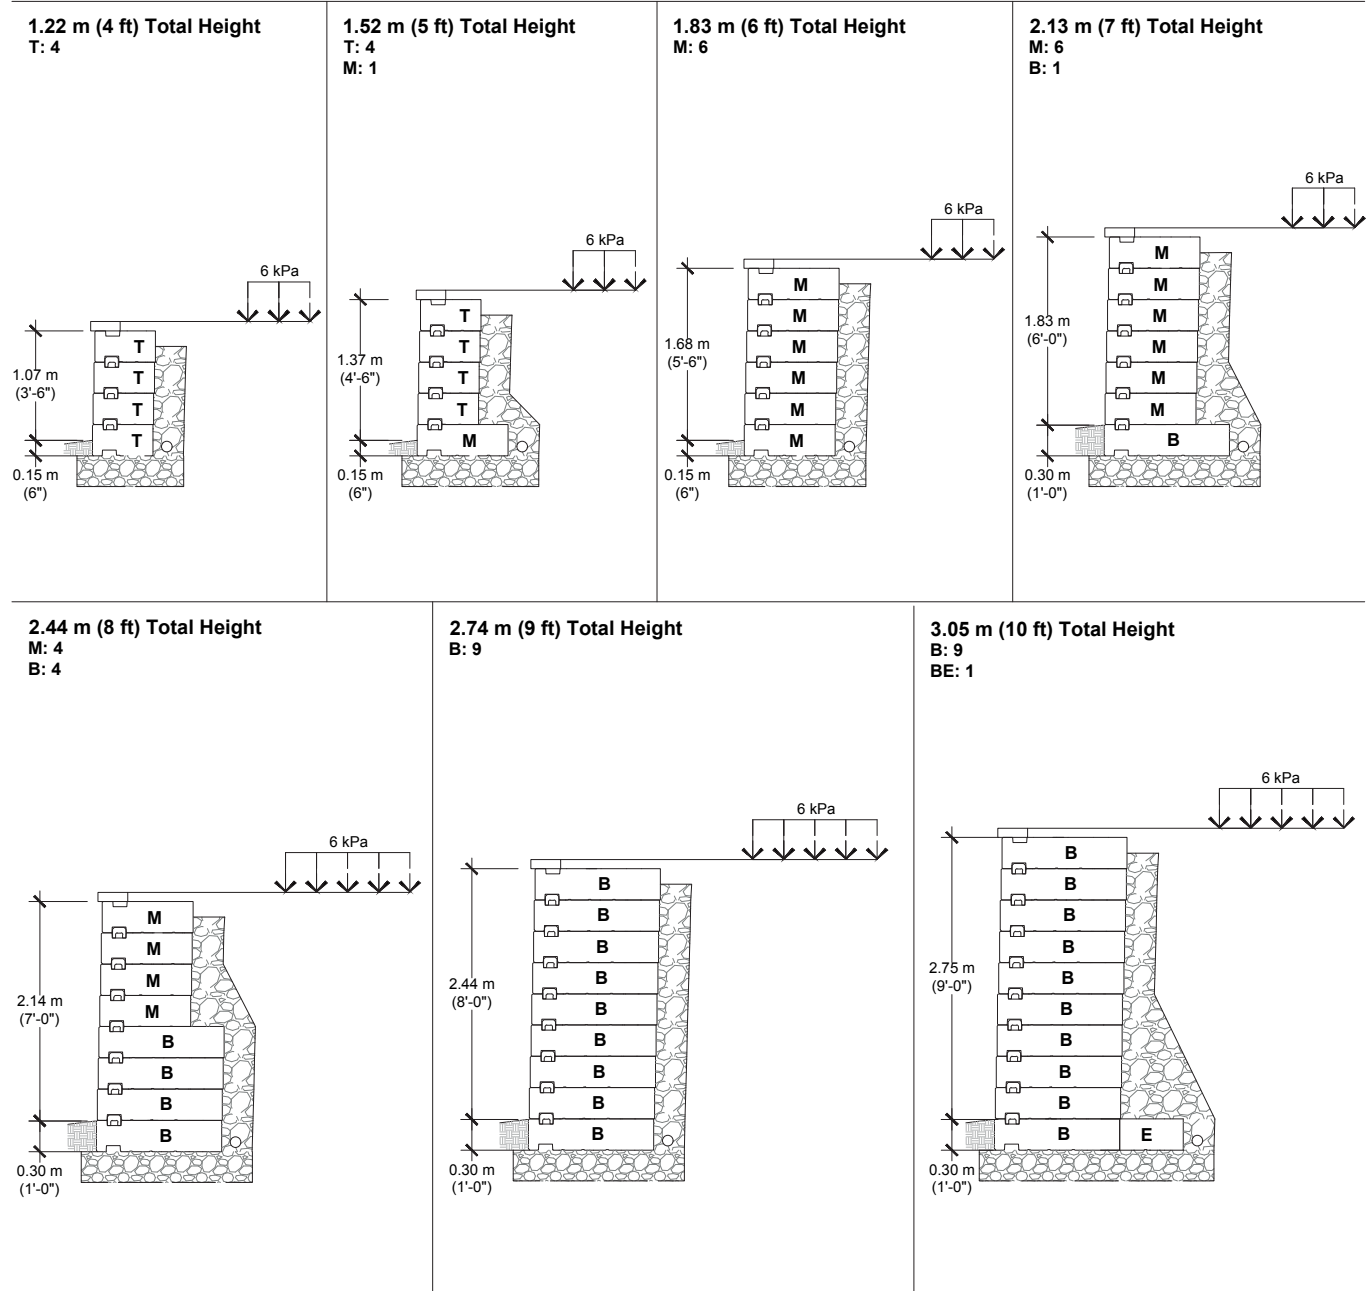 1.22 m (4 ft) Total Height
T: 4
6 kPa
T
T
T
T
1.07 m
(3'-6")
0.15 m
(6")
1.52 m (5 ft) Total Height
T: 4
M: 1
6 kPa
T
T
T
T
M
1.37 m
(4'-6")
0.15 m
(6")
1.83 m (6 ft) Total Height
M: 6
6 kPa
M
M
M
M
M
M
1.68 m
(5'-6")
0.15 m
(6")
2.13 m (7 ft) Total Height
M: 6
B: 1
6 kPa
M
M
M
M
M
M
B
1.83 m
(6'-0")
0.30 m
(1'-0")
2.44 m (8 ft) Total Height
M: 4
B: 4
6 kPa
M
M
M
M
B
B
B
B
2.14 m
(7'-0")
0.30 m
(1'-0")
2.74 m (9 ft) Total Height
B: 9
6 kPa
B
B
B
B
B
B
B
B
B
2.44 m
(8'-0")
0.30 m
(1'-0")
3.05 m (10 ft) Total Height
B: 9
BE: 1
6 kPa
B
B
B
B
B
B
B
B
B
B E
2.75 m
(9'-0")
0.30 m
(1'-0")